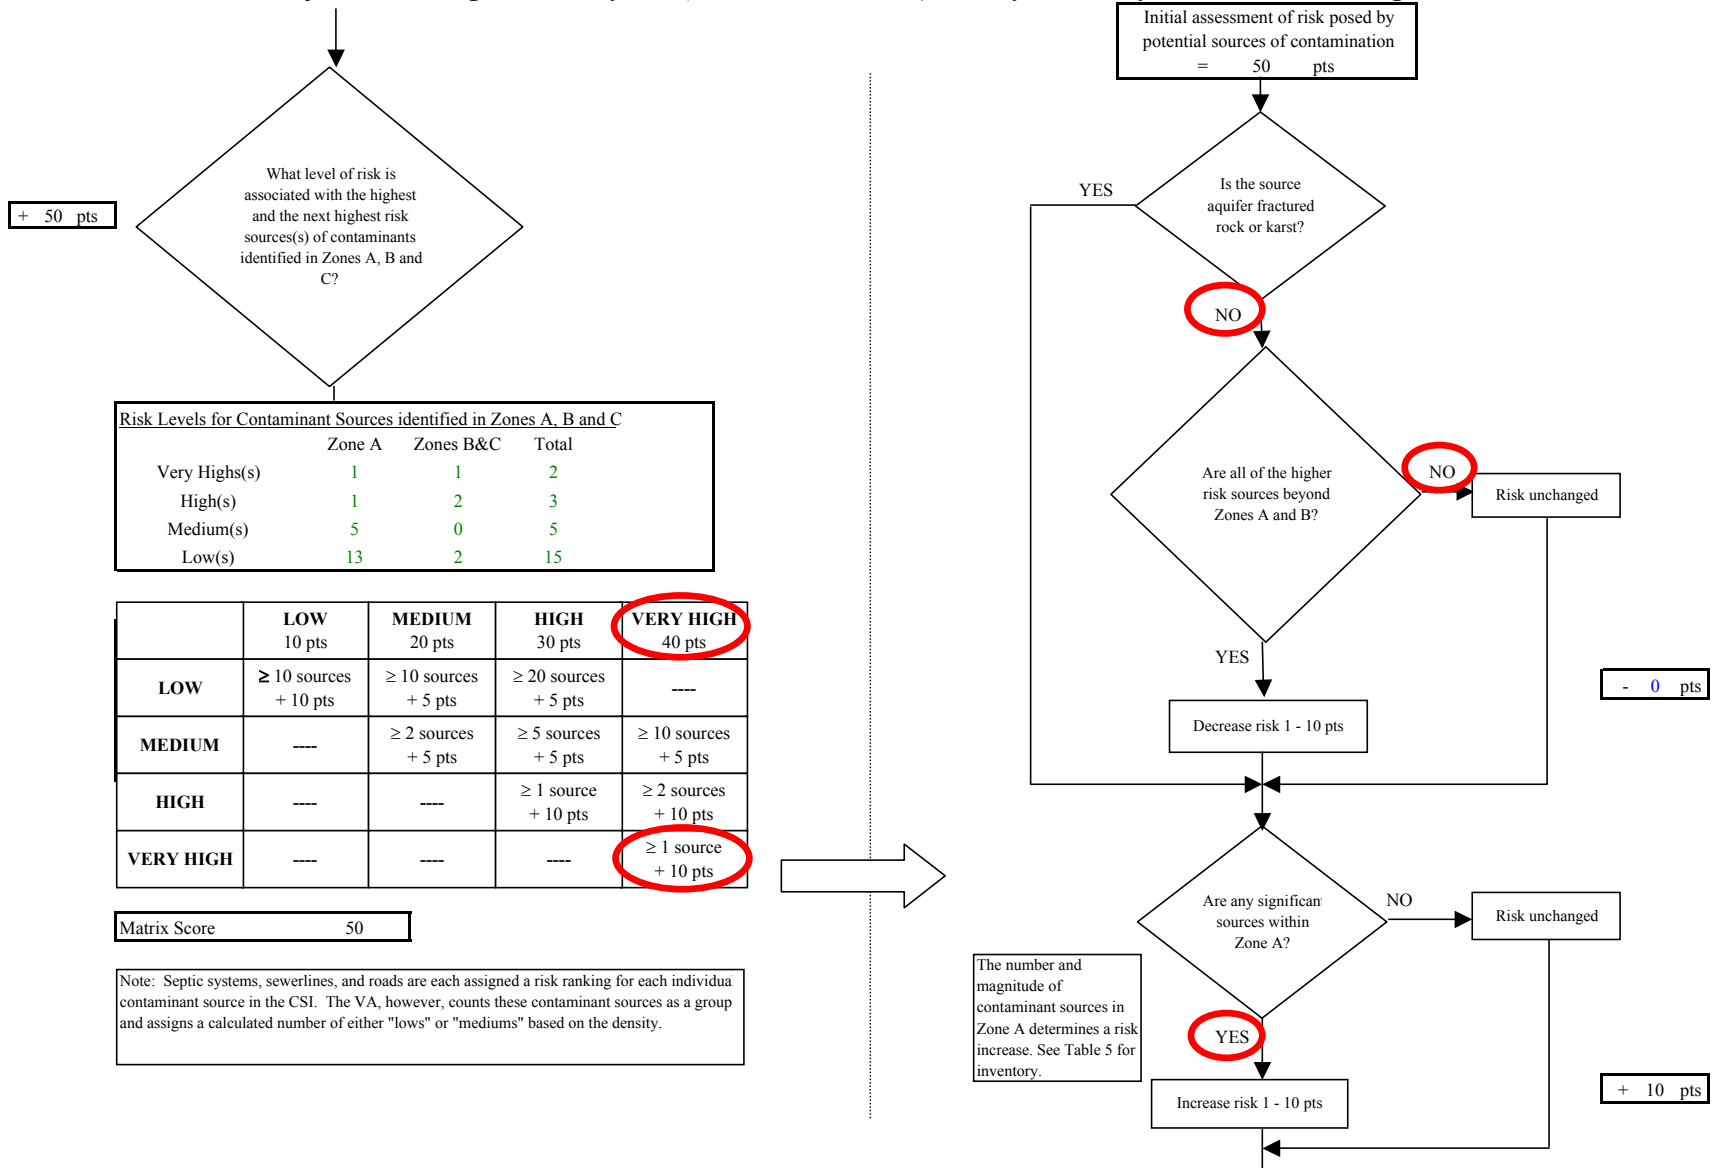 What level of risk is
associated with the highest
and the next highest risk
sources(s) of contaminants
identified in Zones A, B and
C?
+ 50 pts
Risk Levels for Contaminant Sources identified in Zones A, B and C
Zone A Zones B&C Total
Very Highs(s) 1 1 2
High(s) 1 2 3
Medium(s) 5 0 5
Low(s) 13 2 15
LOW MEDIUM HIGH VERY HIGH
10 pts 20 pts 30 pts 40 pts
LOW ≥ 10 sources + 10 pts ≥ 10 sources + 5 pts ≥ 20 sources + 5 pts ----
MEDIUM ---- ≥ 2 sources + 5 pts ≥ 5 sources + 5 pts ≥ 10 sources + 5 pts
HIGH ---- ---- ≥ 1 source + 10 pts ≥ 2 sources + 10 pts
VERY HIGH ---- ---- ---- ≥ 1 source + 10 pts
Matrix Score 50
Note: Septic systems, sewerlines, and roads are each assigned a risk ranking for each individua
contaminant source in the CSI. The VA, however, counts these contaminant sources as a group
and assigns a calculated number of either "lows" or "mediums" based on the density.
Initial assessment of risk posed by
potential sources of contamination
= 50 pts
Is the source
aquifer fractured
rock or karst?
YES
NO
Are all of the higher
risk sources beyond
Zones A and B?
NO
Risk unchanged
YES
- 0 pts
Decrease risk 1 - 10 pts
Are any significant
sources within
Zone A?
NO
Risk unchanged
The number and
magnitude of
contaminant sources in
Zone A determines a risk
increase. See Table 5 for
inventory.
YES
+ 10 pts
Increase risk 1 - 10 pts